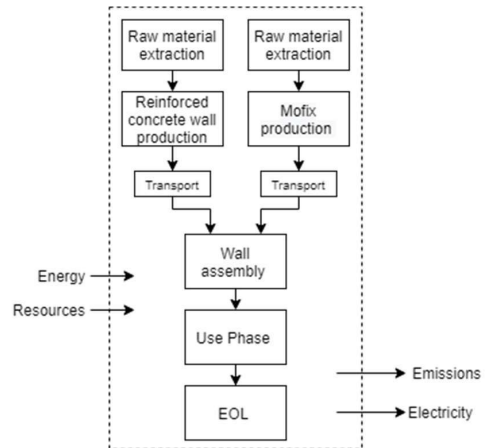 Raw material
extraction
Raw material
extraction
Reinforced
concrete wall
production
Mofix
production
Transport
Transport
Wall
assembly
Energy
Resources
Use Phase
Emissions
EOL
Electricity